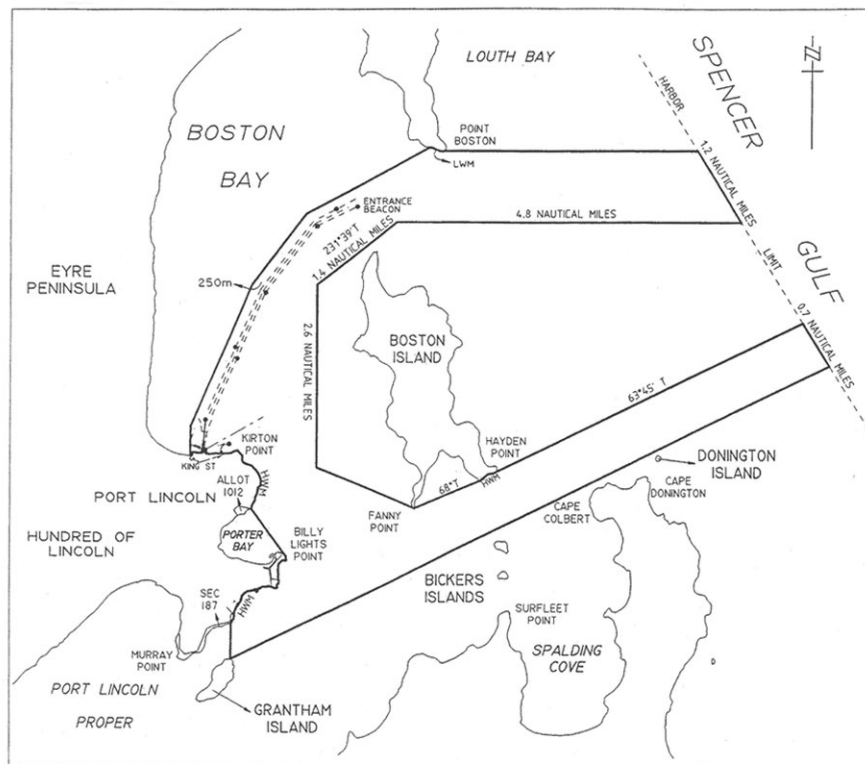 LOUTH BAY
SPENCER
GULF
HARBOR
LIMIT
N
BOSTON
BAY
POINT
BOSTON
LWM
1.2 NAUTICAL MILES
ENTRANCE
BEACON
4.8 NAUTICAL MILES
231°39'T
1.4 NAUTICAL MILES
EYRE
PENINSULA
250m
2.6 NAUTICAL MILES
BOSTON
ISLAND
0.7 NAUTICAL MILES
63°45' T
KIRTON
POINT
KING ST
HAYDEN
POINT
HWM
DONINGTON
ISLAND
PORT LINCOLN
ALLOT
1012
HWM
68°T
FANNY
POINT
CAPE
COLBERT
CAPE
DONINGTON
HUNDRED OF
LINCOLN
PORTER
BAY
BILLY
LIGHTS
POINT
BICKERS
ISLANDS
SEC
187
HWM
SURFLEET
POINT
SPALDING
COVE
MURRAY
POINT
PORT LINCOLN
PROPER
GRANTHAM
ISLAND